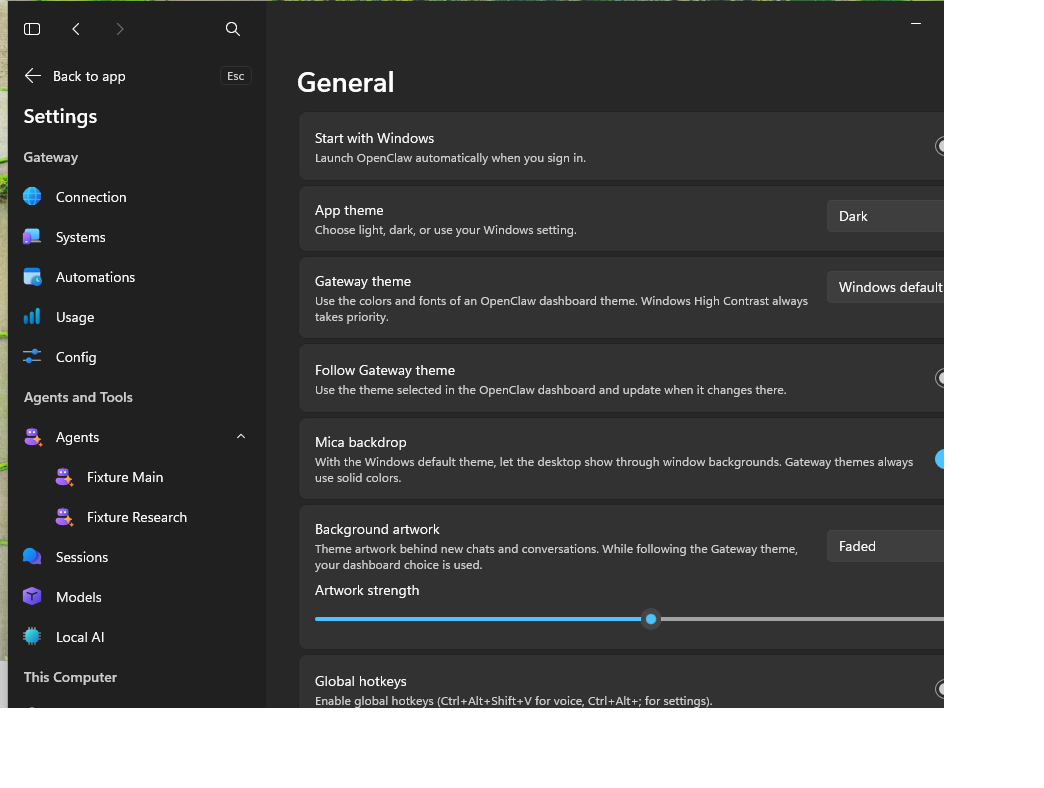 Back to app
Esc
Settings
Gateway
Connection
Systems
Automations
Usage
Config
Agents and Tools
Agents
Fixture Main
Fixture Research
Sessions
Models
Local AI
This Computer
General
Start with Windows
Launch OpenClaw automatically when you sign in.
App theme
Choose light, dark, or use your Windows setting.
Dark
Gateway theme
Use the colors and fonts of an OpenClaw dashboard theme. Windows High Contrast always
takes priority.
Windows default
Follow Gateway theme
Use the theme selected in the OpenClaw dashboard and update when it changes there.
Mica backdrop
With the Windows default theme, let the desktop show through window backgrounds. Gateway themes always
use solid colors.
Background artwork
Theme artwork behind new chats and conversations. While following the Gateway theme,
your dashboard choice is used.
Faded
Artwork strength
Global hotkeys
Enable global hotkeys (Ctrl+Alt+Shift+V for voice, Ctrl+Alt+; for settings).